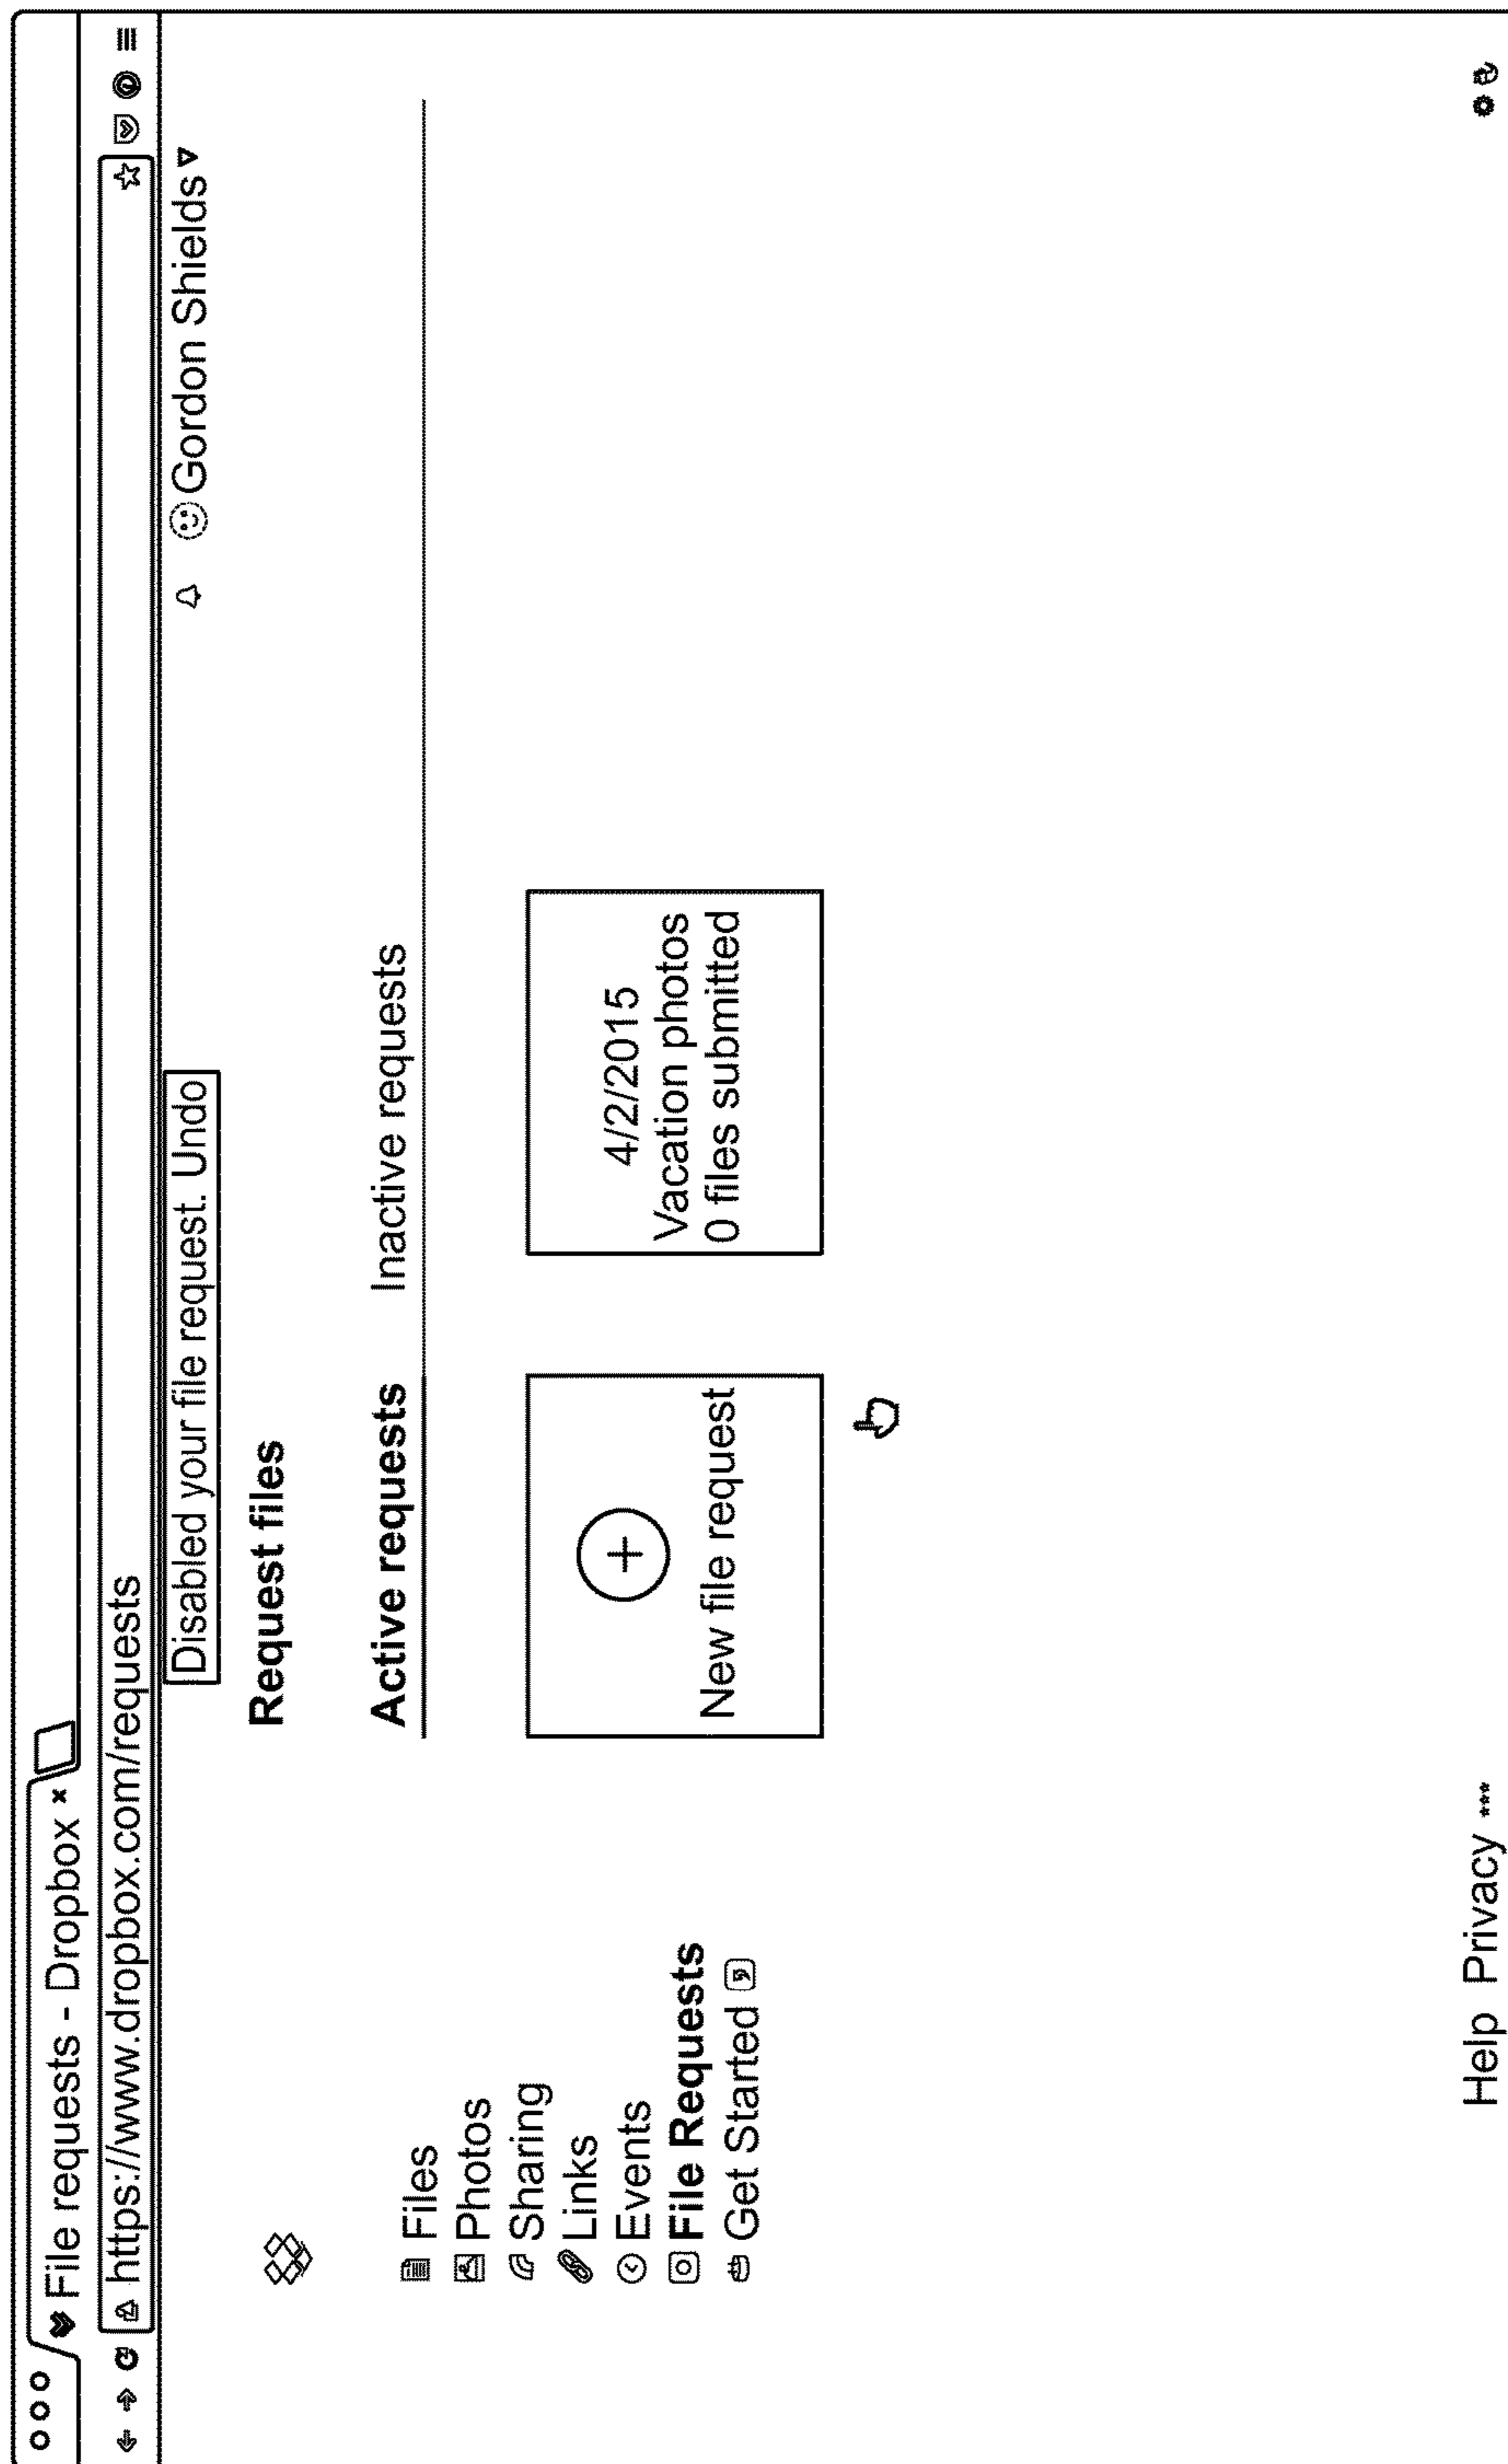 File requests - Dropbox ×
https://www.dropbox.com/requests
Disabled your file request. Undo
Gordon Shields
Request files
Active requests Inactive requests
Files
Photos
Sharing
Links
Events
File Requests
Get Started
+
New file request
4/2/2015
Vacation photos
0 files submitted
Help Privacy ***